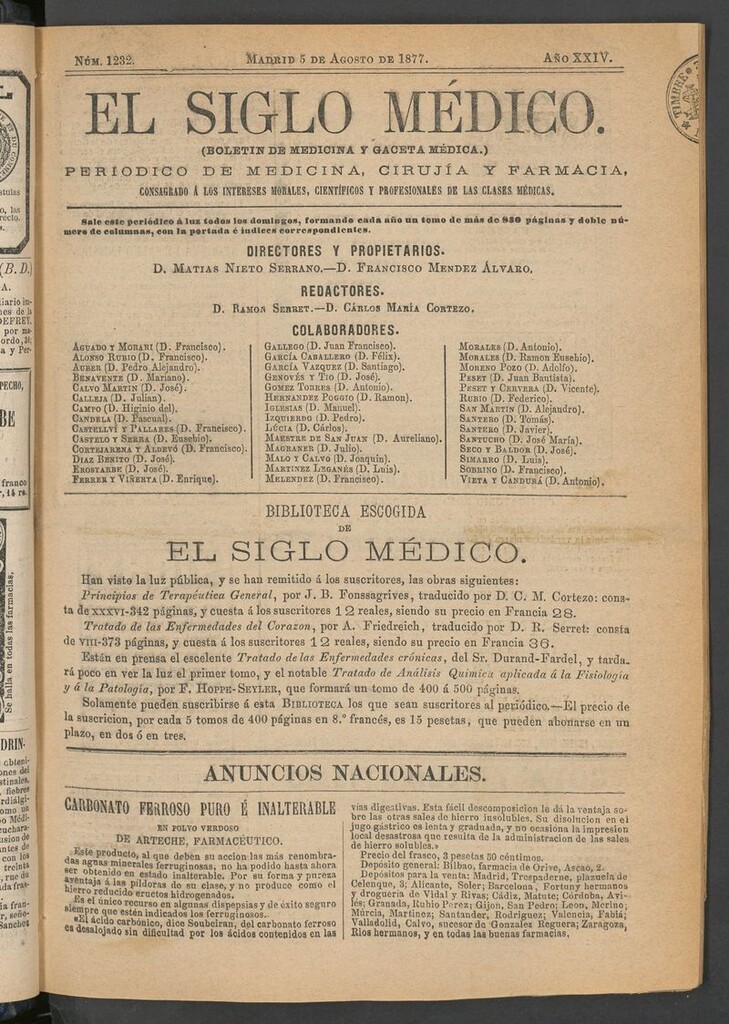 NÚM. 1232.
MADRID 5 DE AGOSTO DE 1877.
AÑO XXIV.
TIMBRE
EL SIGLO MÉDICO.
(BOLETIN DE MEDICINA Y GACETA MÉDICA.)
PERIODICO DE MEDICINA, CIRUJÍA Y FARMACIA,
CONSAGRADO Á LOS INTERESES MORALES, CIENTÍFICOS Y PROFESIONALES DE LAS CLASES MÉDICAS.
Sale este periódico á luz todos los domingos, formando cada año un tomo de más de 830 páginas y doble nú-
mero de columnas, con la portada é índices correspondientes.
DIRECTORES Y PROPIETARIOS.
D. MATIAS NIETO SERRANO.—D. FRANCISCO MENDEZ ÁLVARO.
REDACTORES.
D. RAMON SERRET.—D. CÁRLOS MARÍA CORTEZO.
COLABORADORES.
AGUADO Y MORARI (D. Francisco).
ALONSO RUBIO (D. Francisco).
AUBER (D. Pedro Alejandro).
BENAVENTE (D. Mariano).
CALVO MARTIN (D. José).
CALLEJA (D. Julian).
CAMPO (D. Higinio del).
CANDELA (D. Pascual).
CASTELLVÍ Y PALLARES (D. Francisco).
CASTELO Y SERRA (D. Eusebio).
CORTEJARENA Y ALDEVÓ (D. Francisco).
DIAZ BENITO (D. José).
EROSTARBE (D. José).
FERRER Y VIÑERTA (D. Enrique).
GALLEGO (D. Juan Francisco).
GARCÍA CABALLERO (D. Félix).
GARCÍA VAZQUEZ (D. Santiago).
GENOVÉS Y TIO (D. José).
GOMEZ TORRES (D. Antonio).
HERNANDEZ POGGIO (D. Ramon).
IGLESIAS (D. Manuel).
IZQUIERDO (D. Pedro).
LÚCIA (D. Cárlos).
MAESTRE DE SAN JUAN (D. Aureliano).
MAGRANER (D. Julio).
MALO Y CALVO (D. Joaquin).
MARTINEZ LEGANÉS (D. Luis).
MELENDEZ (D. Francisco).
MORALES (D. Antonio).
MORALES (D. Ramon Eusebio).
MORENO POZO (D. Adolfo).
PESET (D. Juan Bautista).
PESET Y CERVERA (D. Vicente).
RUBIO (D. Federico).
SAN MARTIN (D. Alejandro).
SANTERO (D. Tomás).
SANTERO (D. Javier).
SANTUCHO (D. José María).
SECO Y BALDOR (D. José).
SIMARRO (D. Luis).
SOBRINO (D. Francisco).
VIETA Y CANDURÁ (D. Antonio).
BIBLIOTECA ESCOGIDA
DE
EL SIGLO MÉDICO.
Han visto la luz pública, y se han remitido á los suscritores, las obras siguientes:
Principios de Terapéutica General, por J. B. Fonssagrives, traducido por D. C. M. Cortezo: cons-
ta de XXXVI-342 páginas, y cuesta á los suscritores 12 reales, siendo su precio en Francia 28.
Tratado de las Enfermedades del Corazon, por A. Friedreich, traducido por D. R. Serret: consta
de VIII-373 páginas, y cuesta á los suscritores 12 reales, siendo su precio en Francia 36.
Están en prensa el escelente Tratado de las Enfermedades crónicas, del Sr. Durand-Fardel, y tarda-
rá poco en ver la luz el primer tomo, y el notable Tratado de Análisis Química aplicada á la Fisiología
y á la Patología, por F. HOPPE-SEYLER, que formará un tomo de 400 á 500 páginas.
Solamente pueden suscribirse á esta BIBLIOTECA los que sean suscritores al periódico.—El precio de
la suscricion, por cada 5 tomos de 400 páginas en 8.º francés, es 15 pesetas, que pueden abonarse en un
plazo, en dos ó en tres.
ANUNCIOS NACIONALES.
CARBONATO FERROSO PURO É INALTERABLE
EN POLVO VERDOSO
DE ARTECHE, FARMACÉUTICO.
Este producto, al que deben su accion las más renombra-
das aguas minerales ferruginosas, no ha podido hasta ahora
ser obtenido en estado inalterable. Por su forma y pureza
aventaja á las píldoras de su clase, y no produce como el
hierro reducido eructos hidrogenados.
Es el único recurso en algunas dispepsias y de éxito seguro
siempre que estén indicados los ferruginosos.
«El ácido carbónico, dice Soubeiran, del carbonato ferroso
es desalojado sin dificultad por los ácidos contenidos en las
vías digestivas. Esta fácil descomposicion le dá la ventaja so-
bre las otras sales de hierro insolubles. Su disolucion en el
jugo gástrico es lenta y graduada, y no ocasiona la impresion
local desastrosa que resulta de la administracion de las sales
de hierro solubles.»
Precio del frasco, 3 pesetas 50 céntimos.
Depósito general: Bilbao, farmacia de Orive, Ascao, 2.
Depósitos para la venta: Madrid, Trespaderne, plazuela de
Celenque, 3; Alicante, Soler; Barcelona, Fortuny hermanos
y drogueria de Vidal y Rivas; Cádiz, Matute; Córdoba, Avi-
lés; Granada, Rubio Perez; Gijon, San Pedro; Leon, Merino;
Múrcia, Martinez; Santander, Rodriguez; Valencia, Fabiá;
Valladolid, Calvo, sucesor de Gonzalez Reguera; Zaragoza,
Rios hermanos, y en todas las buenas farmacias.